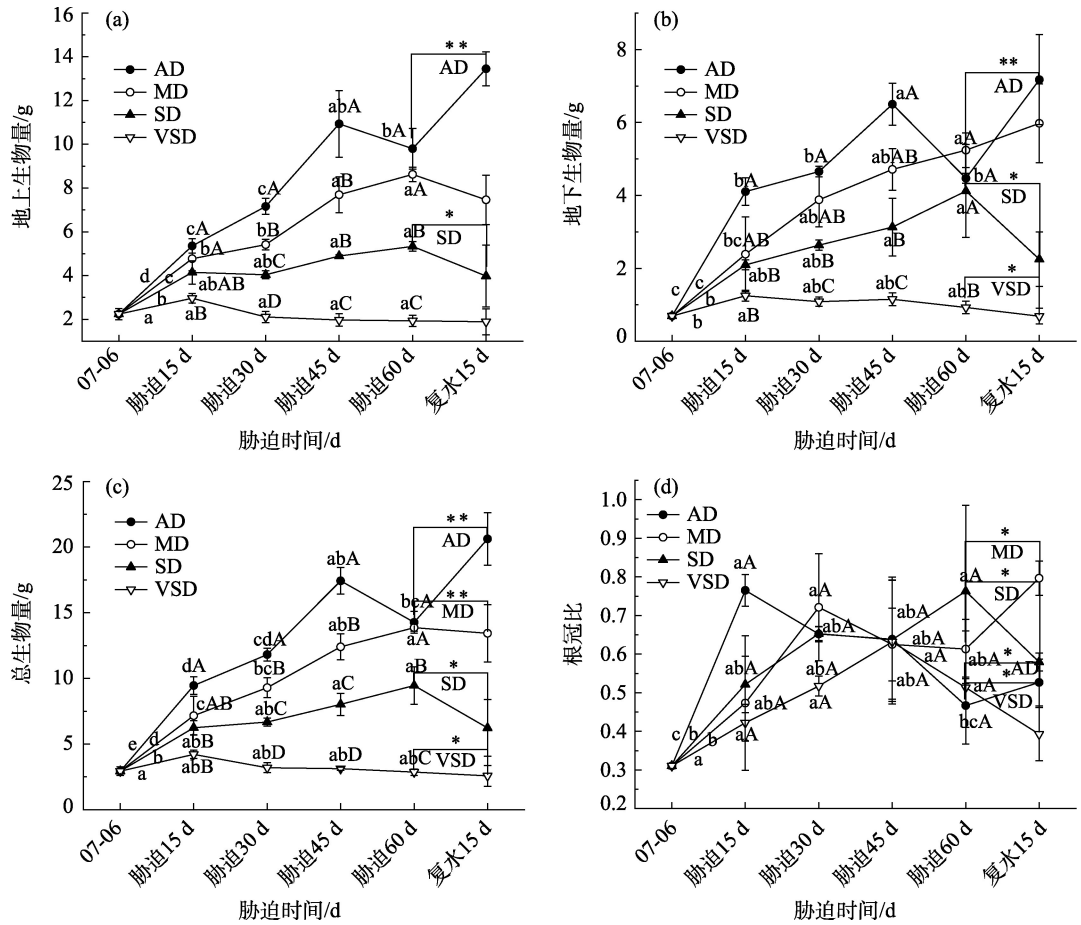 (a)
16
14
12
10
8
6
4
2
地上生物量/g
AD
MD
SD
VSD
** AD
* SD
d
c
b
a
cA
bA
abAB
aB
cA
bB
abC
aD
abA
aB
aB
aC
bA
aA
aB
aC
07-06
胁迫15 d
胁迫30 d
胁迫45 d
胁迫60 d
复水15 d
胁迫时间/d
(b)
8
6
4
2
0
地下生物量/g
AD
MD
SD
VSD
** AD
* SD
* VSD
c
c
b
b
bA
bcAB
abB
aB
bA
abAB
abB
abC
aA
abAB
aB
abC
aA
bA
aA
abB
07-06
胁迫15 d
胁迫30 d
胁迫45 d
胁迫60 d
复水15 d
胁迫时间/d
(c)
25
20
15
10
5
0
总生物量/g
AD
MD
SD
VSD
** AD
** MD
* SD
* VSD
e
d
b
a
dA
cAB
abB
abB
cdA
bcB
abC
abD
abA
abB
aC
abD
bcA
aA
aB
abC
07-06
胁迫15 d
胁迫30 d
胁迫45 d
胁迫60 d
复水15 d
胁迫时间/d
(d)
1.0
0.9
0.8
0.7
0.6
0.5
0.4
0.3
0.2
根冠比
AD
MD
SD
VSD
* MD
* SD
* AD
* VSD
c
b
b
a
aA
abA
abA
aA
aA
abA
abA
aA
abA
abA
aA
abA
aA
abA
aA
bcA
07-06
胁迫15 d
胁迫30 d
胁迫45 d
胁迫60 d
复水15 d
胁迫时间/d